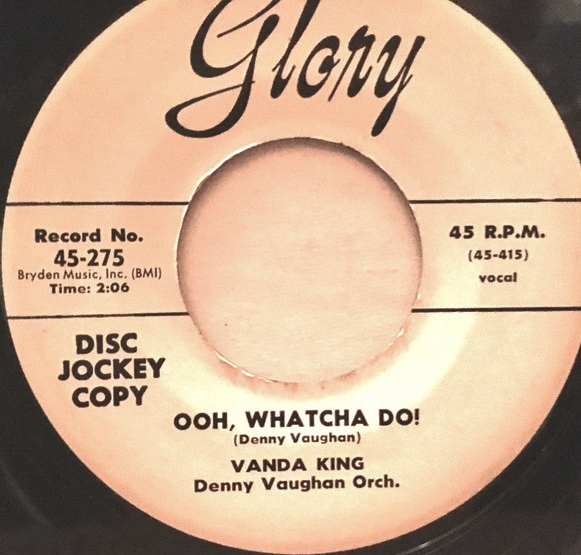 Glory
Record No.
45-275
Bryden Music, Inc. (BMI)
Time: 2:06
45 R.P.M.
(45-415)
vocal
DISC
JOCKEY
COPY
OOH, WHATCHA DO!
(Denny Vaughan)
VANDA KING
Denny Vaughan Orch.